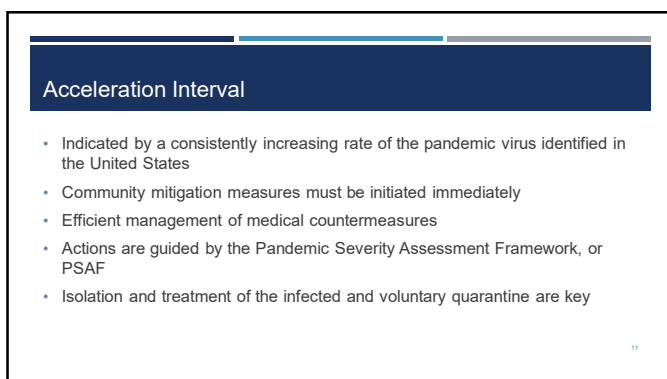 Acceleration Interval
• Indicated by a consistently increasing rate of the pandemic virus identified in
the United States
• Community mitigation measures must be initiated immediately
• Efficient management of medical countermeasures
• Actions are guided by the Pandemic Severity Assessment Framework, or
PSAF
• Isolation and treatment of the infected and voluntary quarantine are key
11